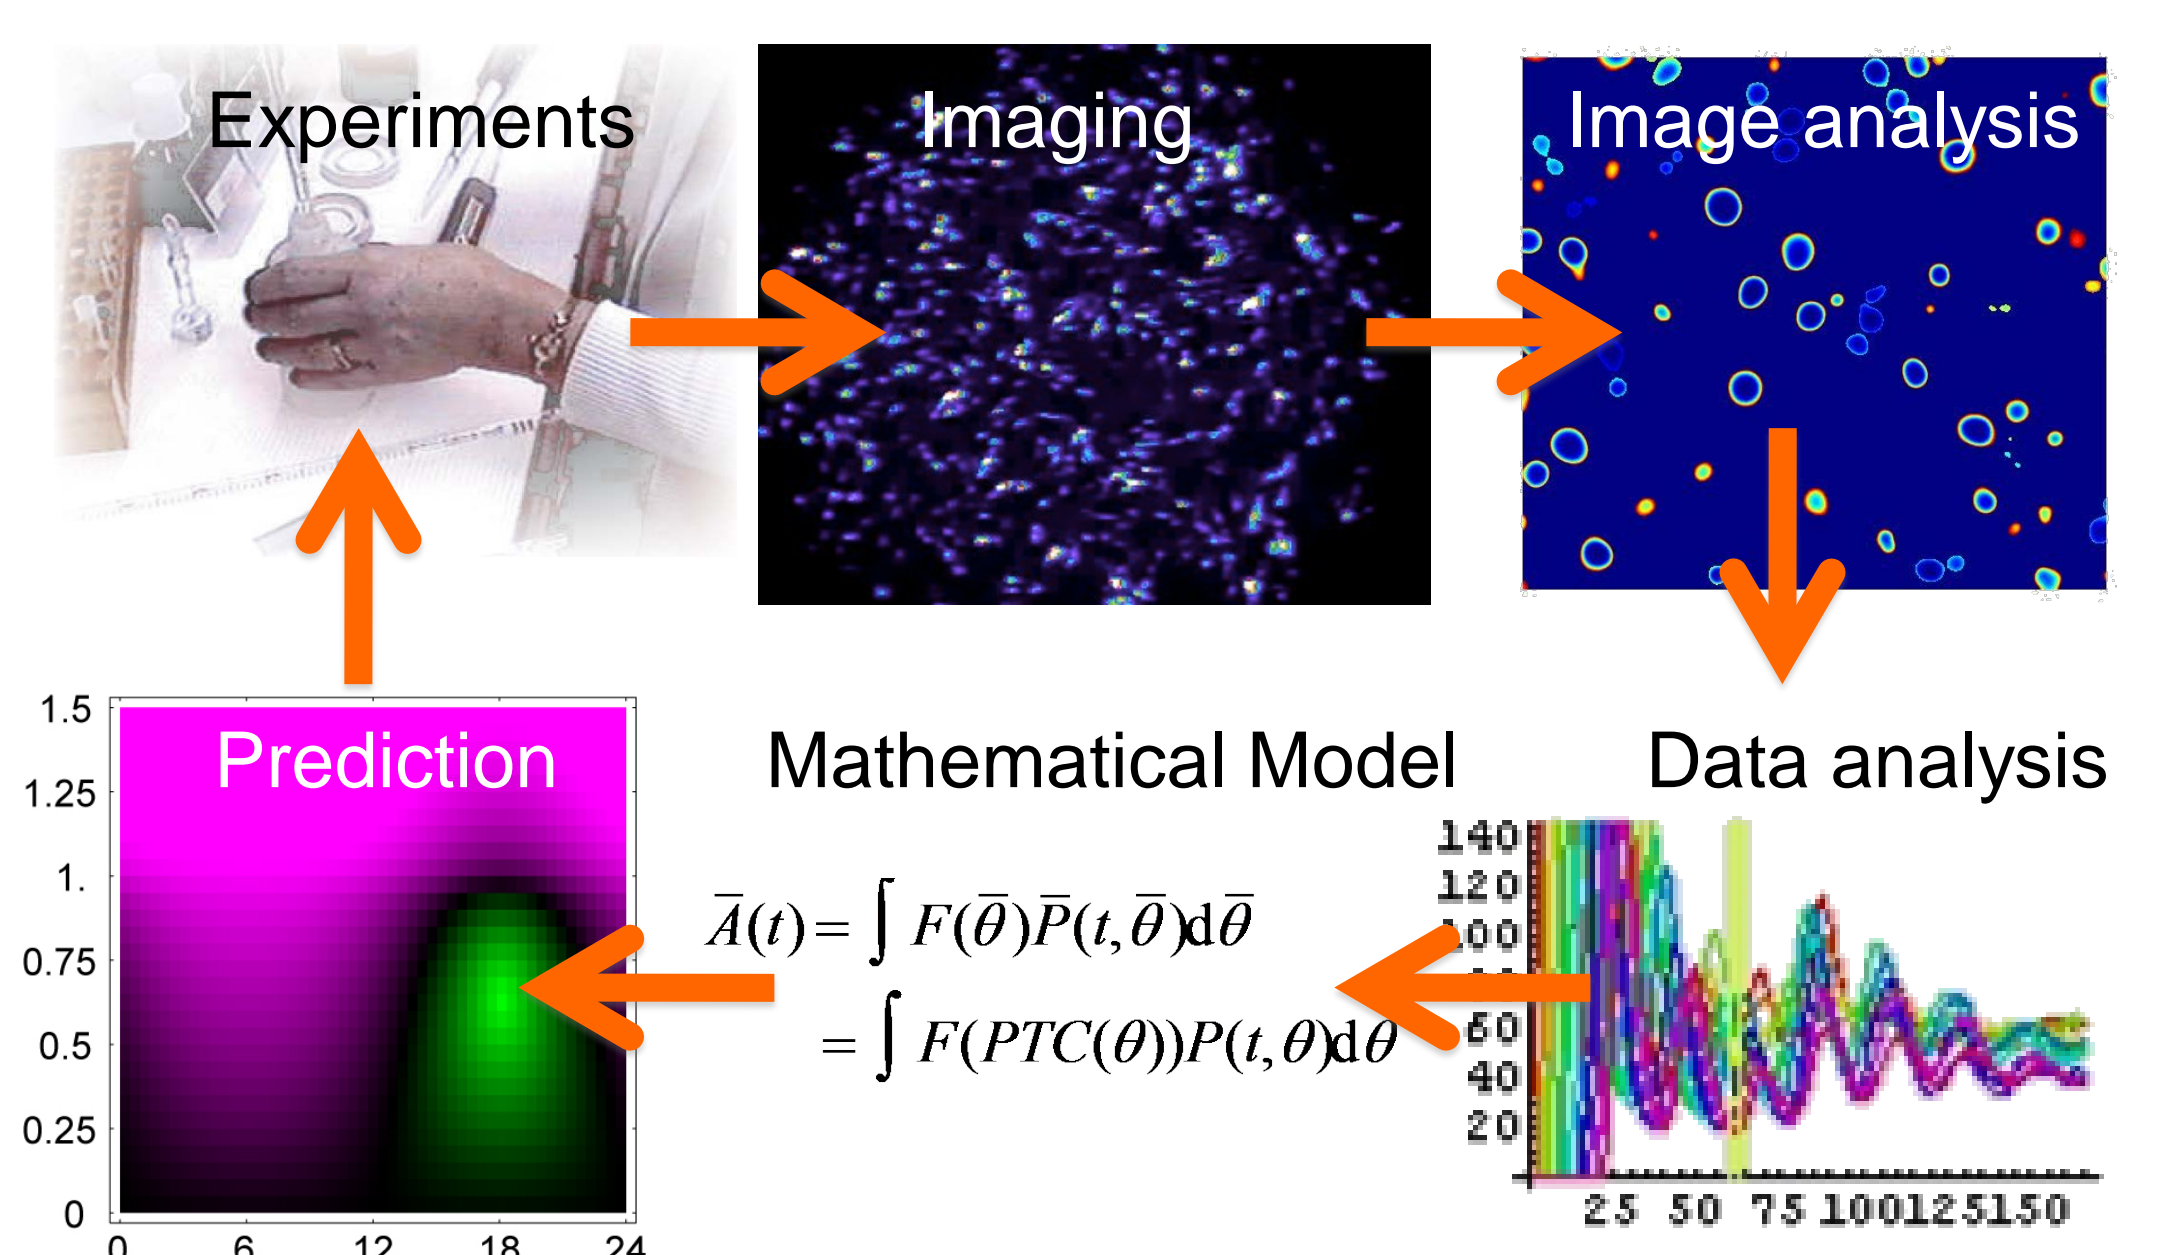 Experiments
Imaging
Image analysis
Prediction
1.5
1.25
1.
0.75
0.5
0.25
0
0 6 12 18 24
Mathematical Model
A̅(t) = ∫ F(θ̅)P̅(t, θ̅)dθ̅
= ∫ F(PTC(θ))P(t, θ)dθ
Data analysis
140
120
100
60
40
20
25 50 75 100 125 150